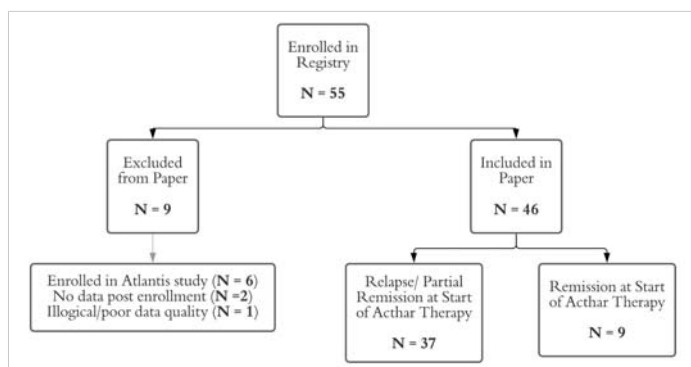 Enrolled in
Registry
N = 55
Excluded
from Paper
N = 9
Included in
Paper
N = 46
Enrolled in Atlantis study (N = 6)
No data post enrollment (N =2)
Illogical/poor data quality (N = 1)
Relapse/ Partial
Remission at Start
of Acthar Therapy
N = 37
Remission at Start
of Acthar Therapy
N = 9